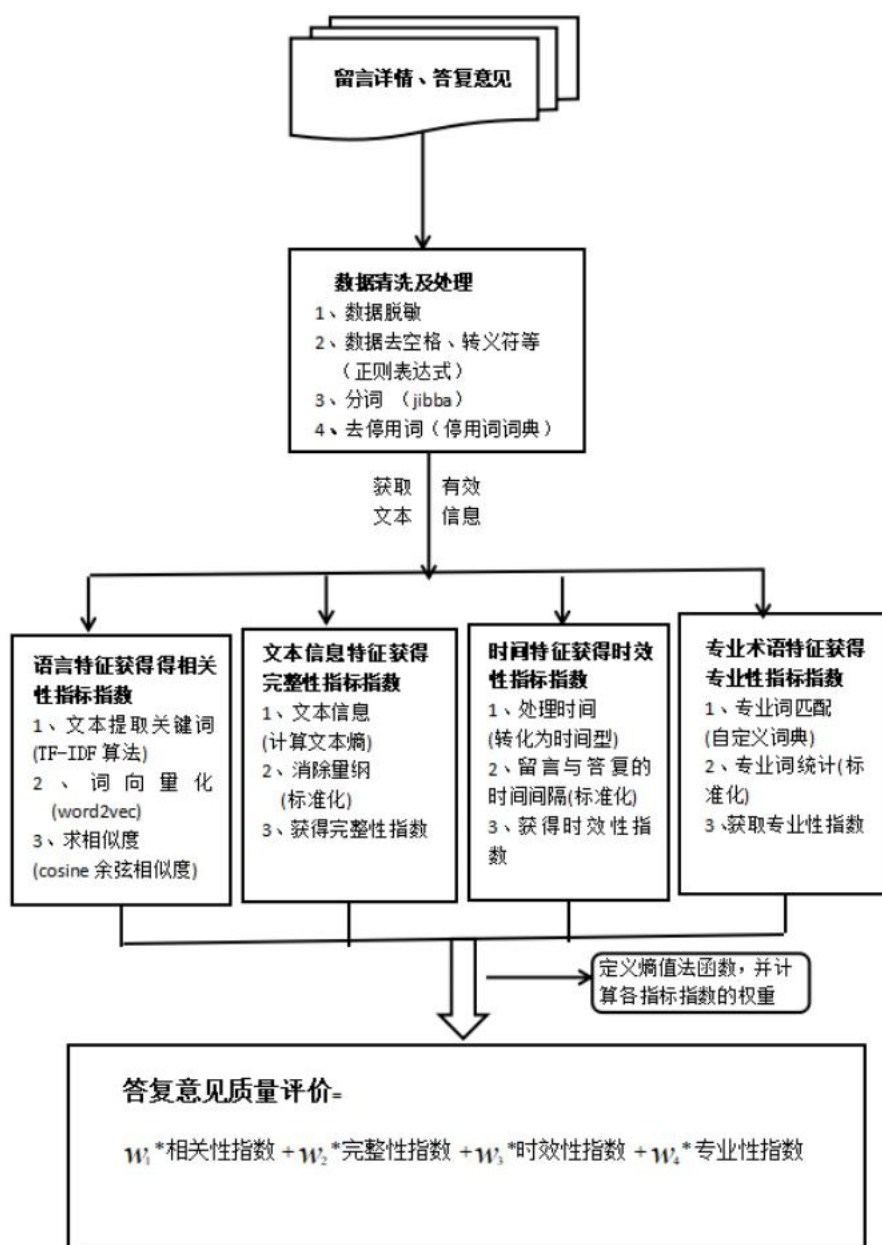 留言详情、答复意见
数据清洗及处理
1、数据脱敏
2、数据去空格、转义符等
（正则表达式）
3、分词 （jibba）
4、去停用词（停用词词典）
获取 有效
文本 信息
语言特征获得得相关
性指标指数
1、文本提取关键词
(TF-IDF 算法)
2、词向量化
(word2vec)
3、求相似度
(cosine 余弦相似度)
文本信息特征获得
完整性指标指数
1、文本信息
(计算文本熵)
2、消除量纲
(标准化)
3、获得完整性指数
时间特征获得时效
性指标指数
1、处理时间
(转化为时间型)
2、留言与答复的
时间间隔(标准化)
3、获得时效性指
数
专业术语特征获得
专业性指标指数
1、专业词匹配
(自定义词典)
2、专业词统计(标
准化)
3、获取专业性指数
定义熵值法函数，并计
算各指标指数的权重
答复意见质量评价=
w₁*相关性指数+w₂*完整性指数+w₃*时效性指数+w₄*专业性指数